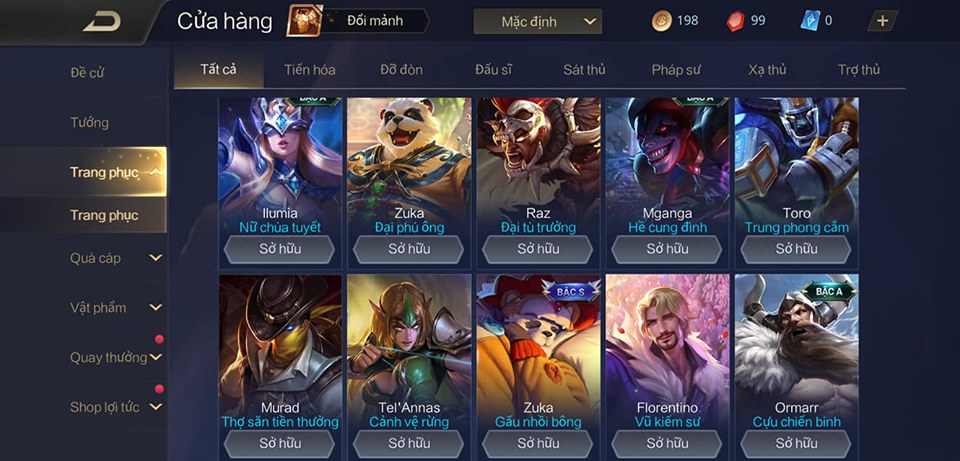 Cửa hàng
Đổi mảnh
Mặc định
198
99
0
Đề cử
Tướng
Trang phục
Trang phục
Quà cáp
Vật phẩm
Quay thưởng
Shop lợi tức
Tất cả
Tiến hóa
Đỡ đòn
Đấu sĩ
Sát thủ
Pháp sư
Xạ thủ
Trợ thủ
BẬC A
Ilumia
Nữ chúa tuyết
Sở hữu
Zuka
Đại phú ông
Sở hữu
Raz
Đại tù trưởng
Sở hữu
BẬC A
Mganga
Hề cung đình
Sở hữu
Toro
Trung phong cắm
Sở hữu
Murad
Thợ săn tiền thưởng
Sở hữu
Tel'Annas
Cảnh vệ rừng
Sở hữu
BẬC S
Zuka
Gấu nhồi bông
Sở hữu
Florentino
Vũ kiếm sư
Sở hữu
BẬC A
Ormarr
Cựu chiến binh
Sở hữu